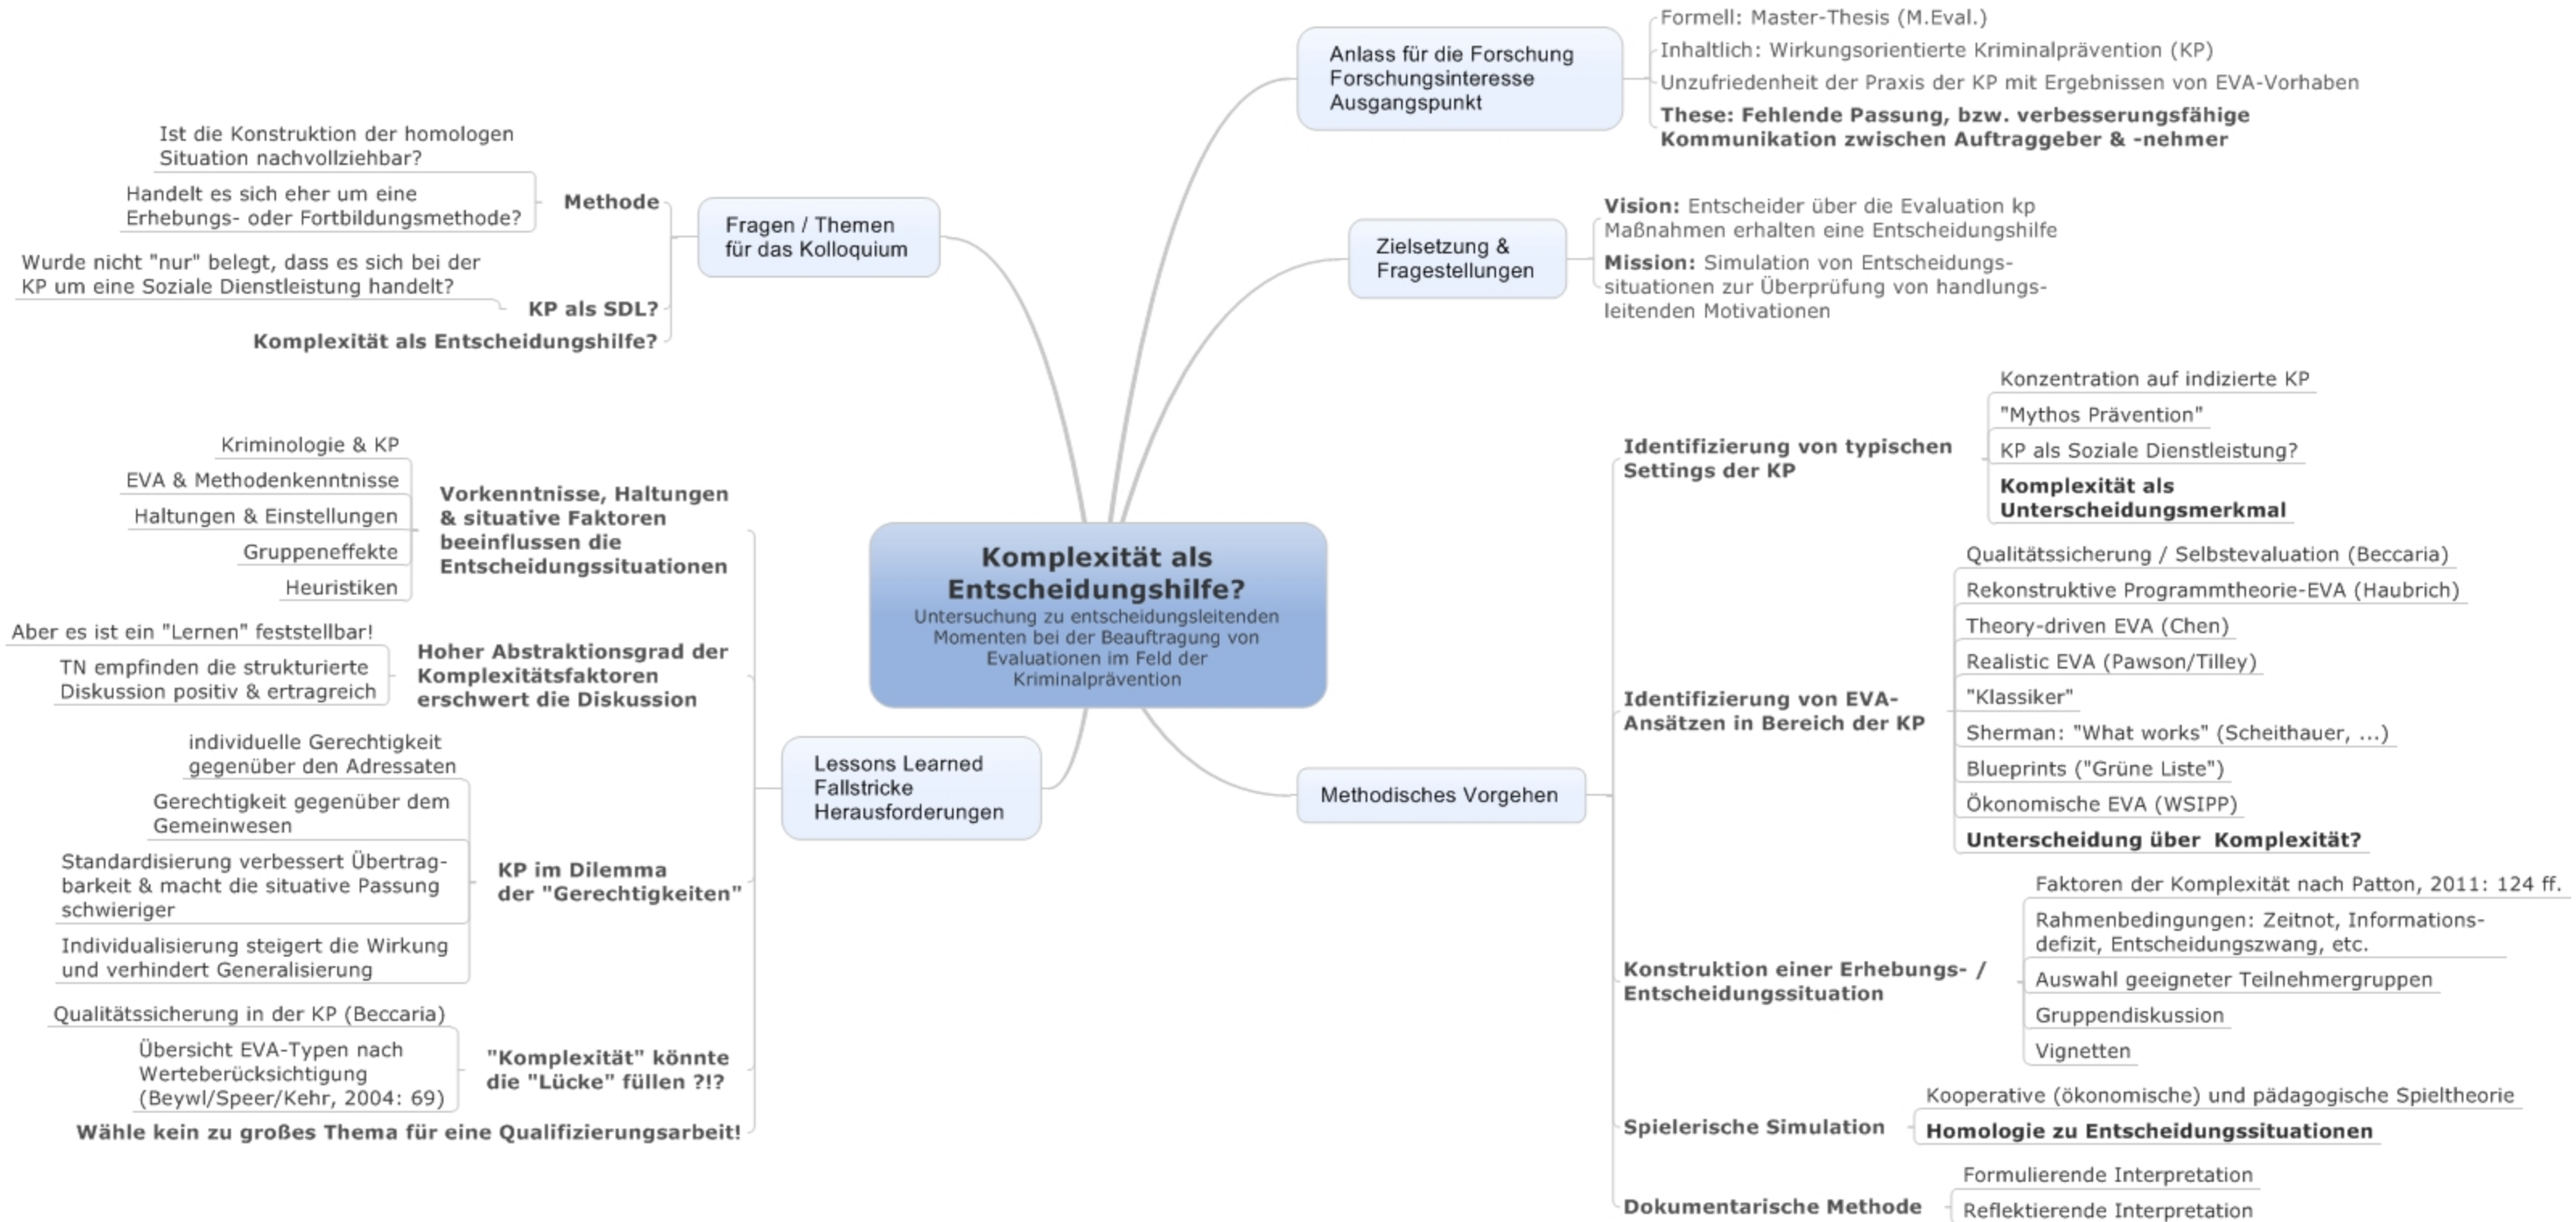 Komplexität als
Entscheidungshilfe?
Untersuchung zu entscheidungsleitenden
Momenten bei der Beauftragung von
Evaluationen im Feld der
Kriminalprävention
Anlass für die Forschung
Forschungsinteresse
Ausgangspunkt
Formell: Master-Thesis (M.Eval.)
Inhaltlich: Wirkungsorientierte Kriminalprävention (KP)
Unzufriedenheit der Praxis der KP mit Ergebnissen von EVA-Vorhaben
These: Fehlende Passung, bzw. verbesserungsfähige
Kommunikation zwischen Auftraggeber & -nehmer
Zielsetzung &
Fragestellungen
Vision: Entscheider über die Evaluation kp
Maßnahmen erhalten eine Entscheidungshilfe
Mission: Simulation von Entscheidungs-
situationen zur Überprüfung von handlungs-
leitenden Motivationen
Methodisches Vorgehen
Identifizierung von typischen
Settings der KP
Konzentration auf indizierte KP
"Mythos Prävention"
KP als Soziale Dienstleistung?
Komplexität als
Unterscheidungsmerkmal
Identifizierung von EVA-
Ansätzen in Bereich der KP
Qualitätssicherung / Selbstevaluation (Beccaria)
Rekonstruktive Programmtheorie-EVA (Haubrich)
Theory-driven EVA (Chen)
Realistic EVA (Pawson/Tilley)
"Klassiker"
Sherman: "What works" (Scheithauer, ...)
Blueprints ("Grüne Liste")
Ökonomische EVA (WSIPP)
Unterscheidung über Komplexität?
Konstruktion einer Erhebungs- /
Entscheidungssituation
Faktoren der Komplexität nach Patton, 2011: 124 ff.
Rahmenbedingungen: Zeitnot, Informations-
defizit, Entscheidungszwang, etc.
Auswahl geeigneter Teilnehmergruppen
Gruppendiskussion
Vignetten
Spielerische Simulation
Kooperative (ökonomische) und pädagogische Spieltheorie
Homologie zu Entscheidungssituationen
Dokumentarische Methode
Formulierende Interpretation
Reflektierende Interpretation
Fragen / Themen
für das Kolloquium
Methode
Ist die Konstruktion der homologen
Situation nachvollziehbar?
Handelt es sich eher um eine
Erhebungs- oder Fortbildungsmethode?
KP als SDL?
Wurde nicht "nur" belegt, dass es sich bei der
KP um eine Soziale Dienstleistung handelt?
Komplexität als Entscheidungshilfe?
Lessons Learned
Fallstricke
Herausforderungen
Vorkenntnisse, Haltungen
& situative Faktoren
beeinflussen die
Entscheidungssituationen
Kriminologie & KP
EVA & Methodenkenntnisse
Haltungen & Einstellungen
Gruppeneffekte
Heuristiken
Hoher Abstraktionsgrad der
Komplexitätsfaktoren
erschwert die Diskussion
Aber es ist ein "Lernen" feststellbar!
TN empfinden die strukturierte
Diskussion positiv & ertragreich
KP im Dilemma
der "Gerechtigkeiten"
individuelle Gerechtigkeit
gegenüber den Adressaten
Gerechtigkeit gegenüber dem
Gemeinwesen
Standardisierung verbessert Übertrag-
barkeit & macht die situative Passung
schwieriger
Individualisierung steigert die Wirkung
und verhindert Generalisierung
"Komplexität" könnte
die "Lücke" füllen ?!?
Qualitätssicherung in der KP (Beccaria)
Übersicht EVA-Typen nach
Werteberücksichtigung
(Beywl/Speer/Kehr, 2004: 69)
Wähle kein zu großes Thema für eine Qualifizierungsarbeit!